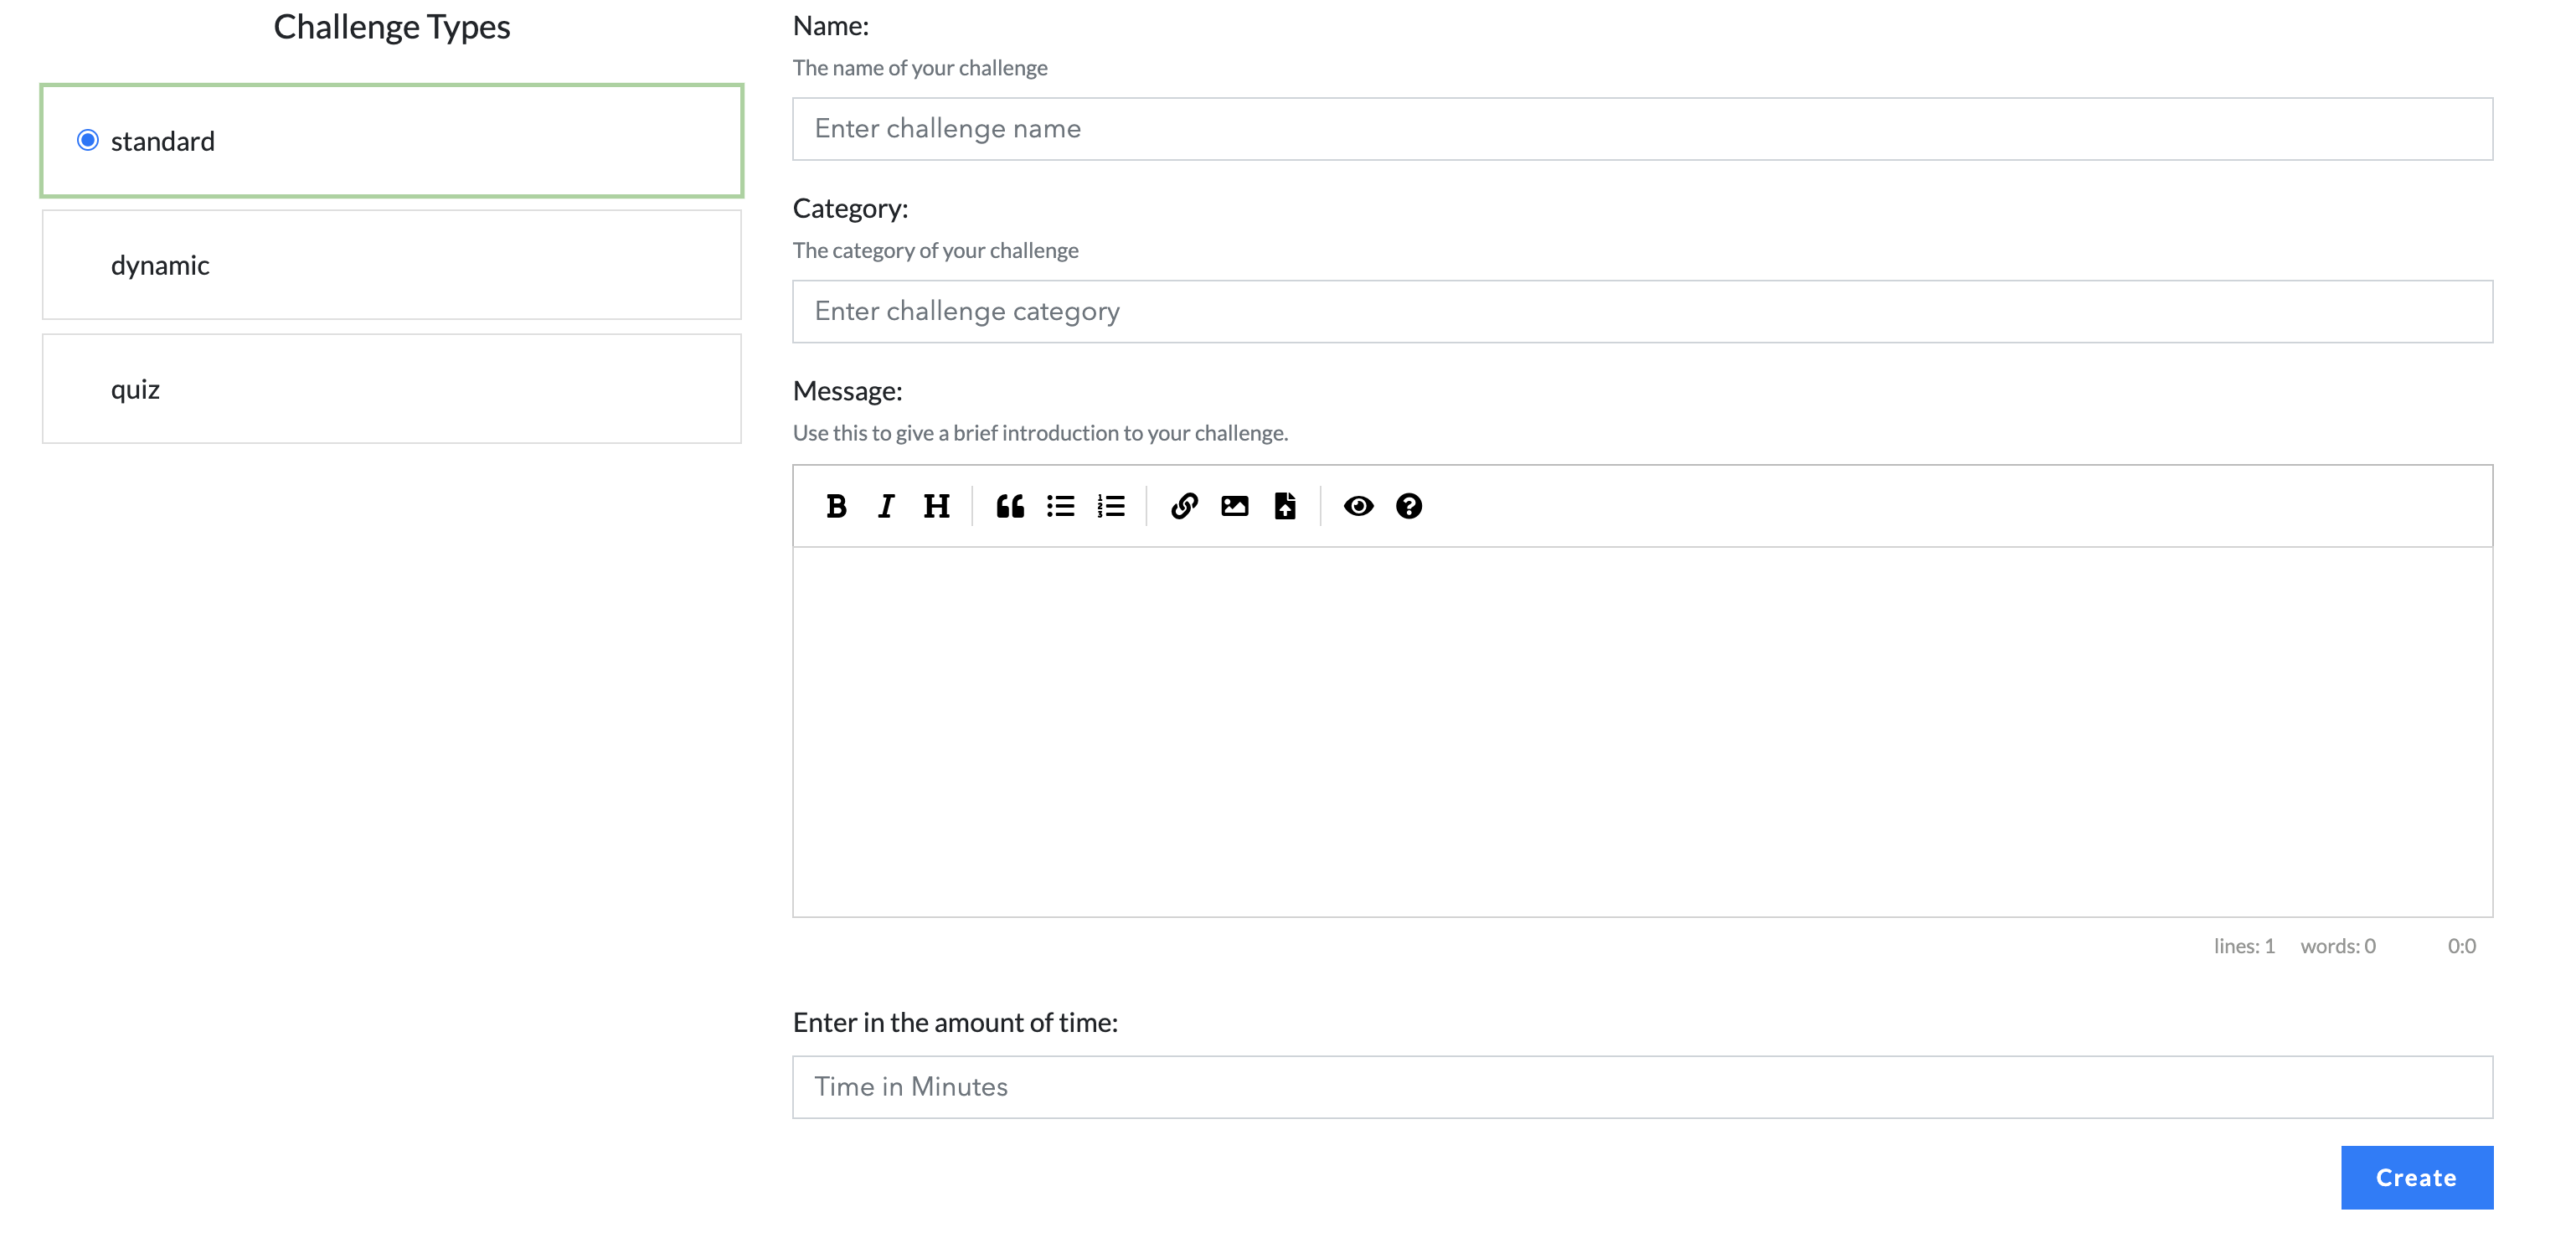 Challenge Types
standard
dynamic
quiz
Name:
The name of your challenge
Enter challenge name
Category:
The category of your challenge
Enter challenge category
Message:
Use this to give a brief introduction to your challenge.
B I H
lines: 1 words: 0 0:0
Enter in the amount of time:
Time in Minutes
Create